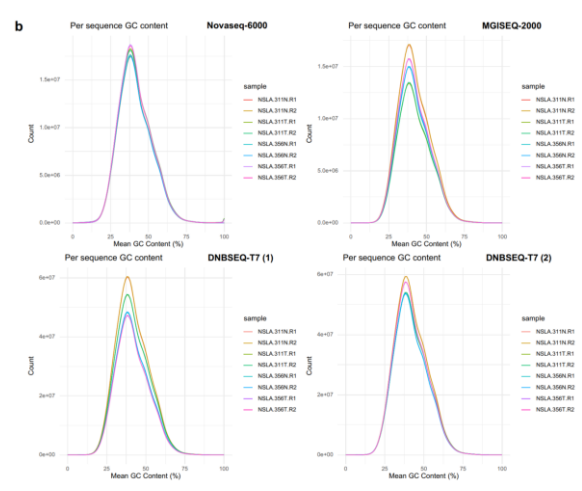 b
Per sequence GC content
Novaseq-6000
1.5e+07
1.0e+07
5.0e+06
0.0e+00
Count
0
25
50
75
100
Mean GC Content (%)
sample
NSLA.311N.R1
NSLA.311N.R2
NSLA.311T.R1
NSLA.311T.R2
NSLA.356N.R1
NSLA.356N.R2
NSLA.356T.R1
NSLA.356T.R2
Per sequence GC content
MGISEQ-2000
1.5e+07
1.0e+07
5.0e+06
0.0e+00
Count
0
25
50
75
100
Mean GC Content (%)
sample
NSLA.311N.R1
NSLA.311N.R2
NSLA.311T.R1
NSLA.311T.R2
NSLA.356N.R1
NSLA.356N.R2
NSLA.356T.R1
NSLA.356T.R2
Per sequence GC content
DNBSEQ-T7 (1)
6e+07
4e+07
2e+07
0e+00
Count
0
25
50
75
100
Mean GC Content (%)
sample
NSLA.311N.R1
NSLA.311N.R2
NSLA.311T.R1
NSLA.311T.R2
NSLA.356N.R1
NSLA.356N.R2
NSLA.356T.R1
NSLA.356T.R2
Per sequence GC content
DNBSEQ-T7 (2)
8e+07
4e+07
2e+07
0e+00
Count
0
25
50
75
100
Mean GC Content (%)
sample
NSLA.311N.R1
NSLA.311N.R2
NSLA.311T.R1
NSLA.311T.R2
NSLA.356N.R1
NSLA.356N.R2
NSLA.356T.R1
NSLA.356T.R2